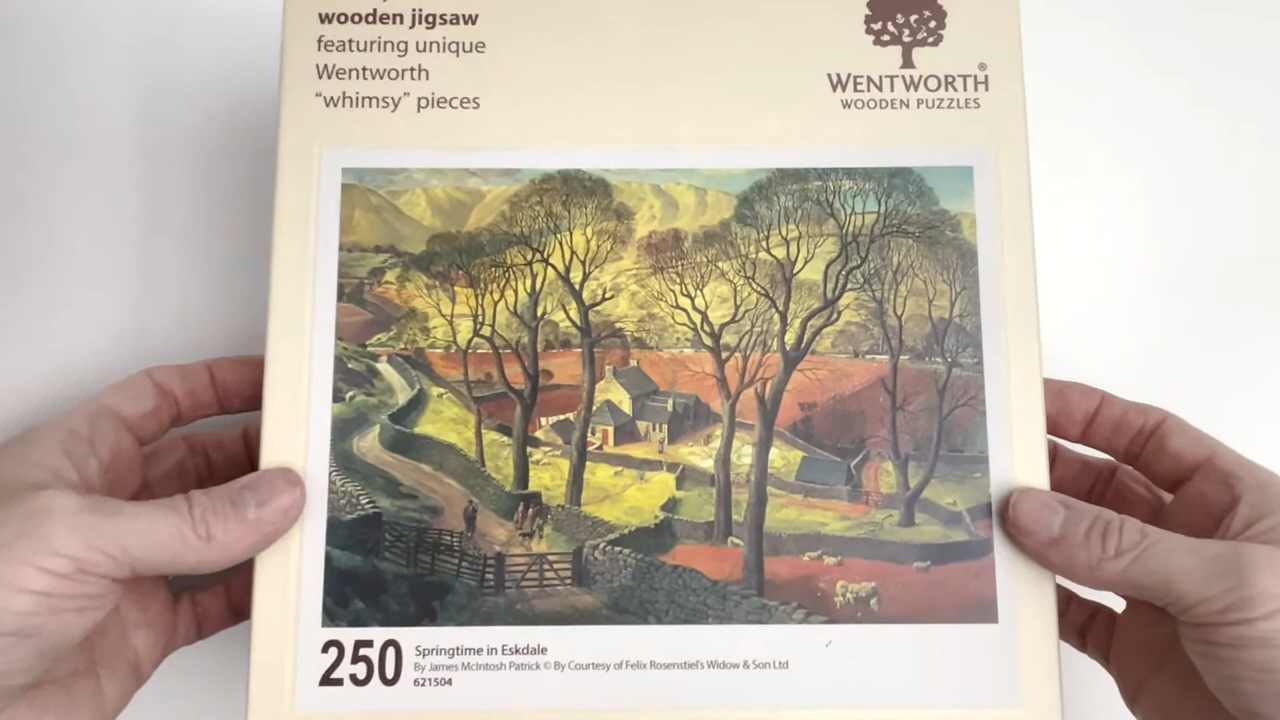 wooden jigsaw
featuring unique
Wentworth
“whimsy” pieces
WENTWORTH®
WOODEN PUZZLES
250
Springtime in Eskdale
By James McIntosh Patrick © By Courtesy of Felix Rosenstiel's Widow & Son Ltd
621504